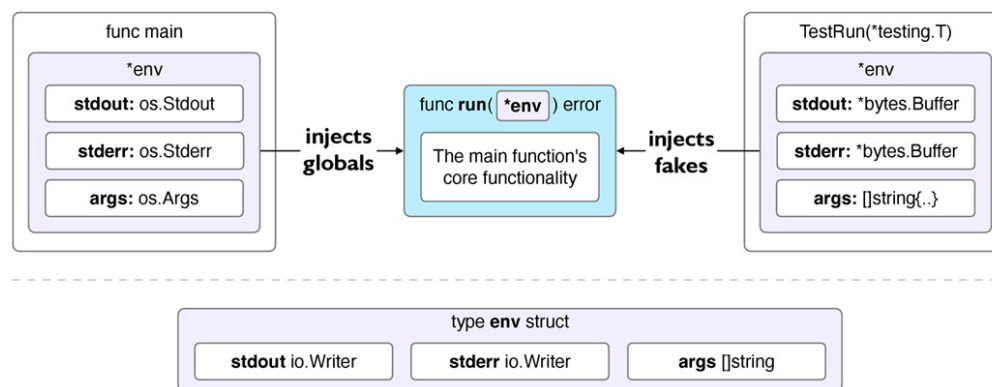 func main
*env
stdout: os.Stdout
stderr: os.Stderr
args: os.Args
injects
globals
func run( *env ) error
The main function's
core functionality
injects
fakes
TestRun(*testing.T)
*env
stdout: *bytes.Buffer
stderr: *bytes.Buffer
args: []string{..}
type env struct
stdout io.Writer
stderr io.Writer
args []string